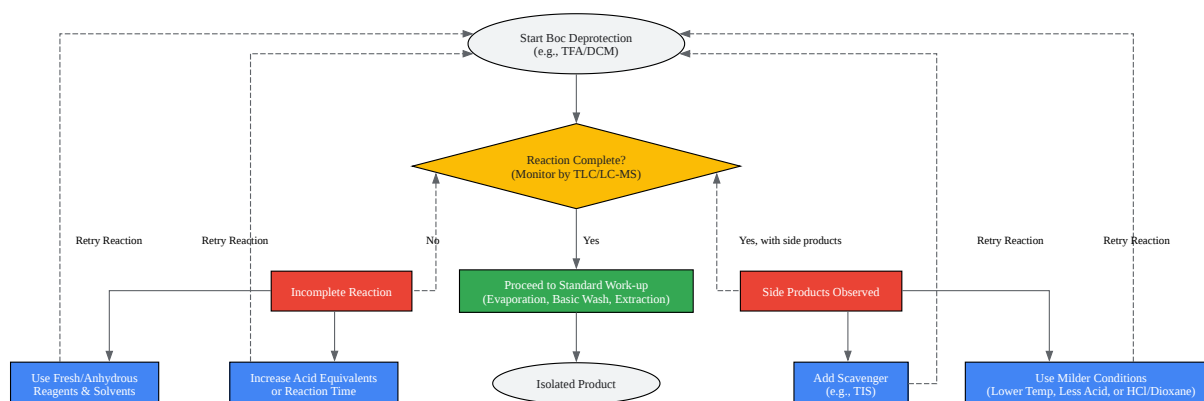 Start Boc Deprotection
(e.g., TFA/DCM)
Reaction Complete?
(Monitor by TLC/LC-MS)
Retry Reaction
Retry Reaction
No
Yes
Yes, with side products
Retry Reaction
Retry Reaction
Incomplete Reaction
Proceed to Standard Work-up
(Evaporation, Basic Wash, Extraction)
Side Products Observed
Use Fresh/Anhydrous
Reagents & Solvents
Increase Acid Equivalents
or Reaction Time
Isolated Product
Add Scavenger
(e.g., TIS)
Use Milder Conditions
(Lower Temp, Less Acid, or HCl/Dioxane)